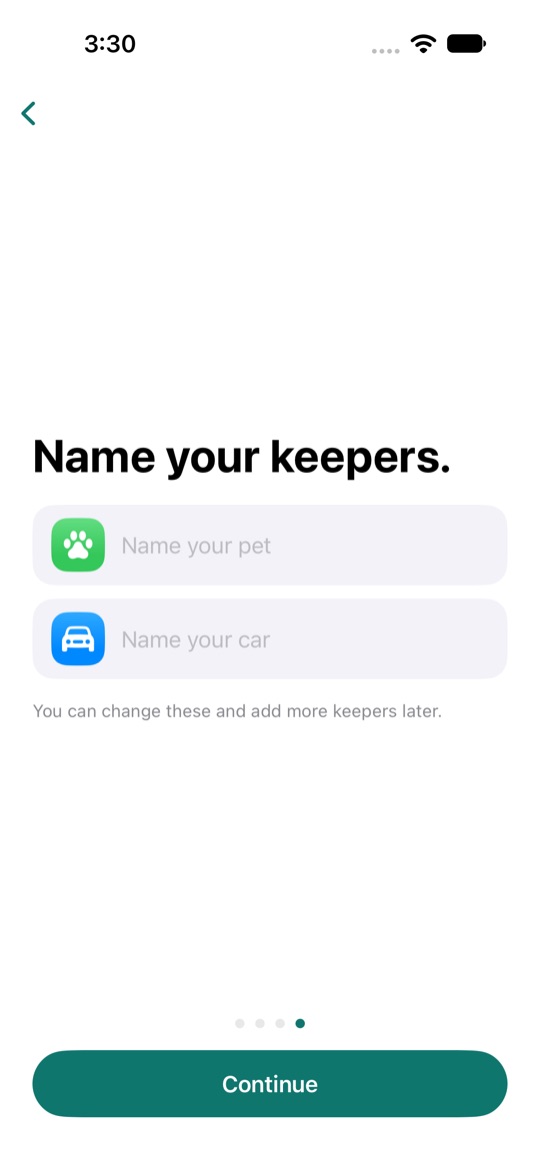 3:30
Name your keepers.
Name your pet
Name your car
You can change these and add more keepers later.
Continue